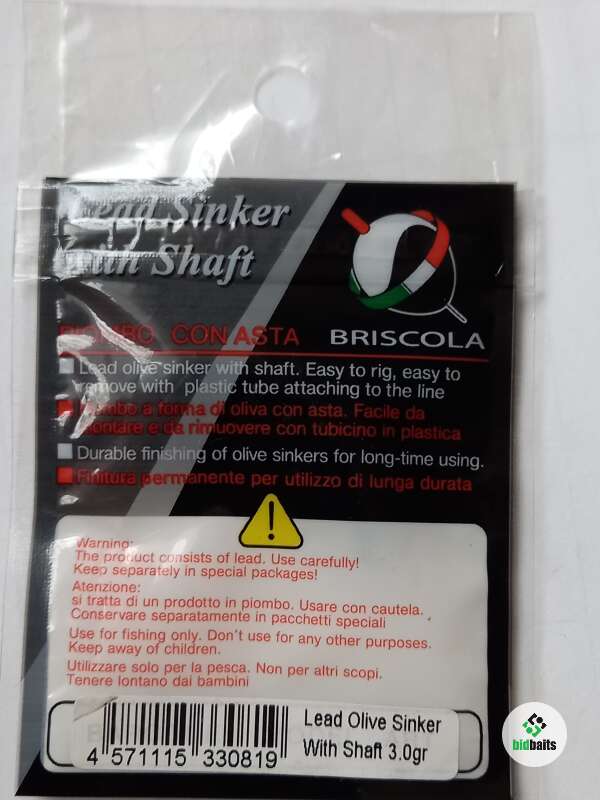 Lead Sinker
with Shaft
PIOMBO CON ASTA
BRISCOLA
Lead olive sinker with shaft. Easy to rig, easy to
remove with plastic tube attaching to the line
Piombo a forma di oliva con asta. Facile da
montare e da rimuovere con tubicino in plastica
Durable finishing of olive sinkers for long-time using.
Finitura permanente per utilizzo di lunga durata
Warning:
The product consists of lead. Use carefully!
Keep separately in special packages!
Atenzione:
si tratta di un prodotto in piombo. Usare con cautela.
Conservare separatamente in pacchetti speciali
Use for fishing only. Don't use for any other purposes.
Keep away of children.
Utilizzare solo per la pesca. Non per altri scopi.
Tenere lontano dai bambini
Lead Olive Sinker
With Shaft 3.0gr
4 571115 330819
bidbaits